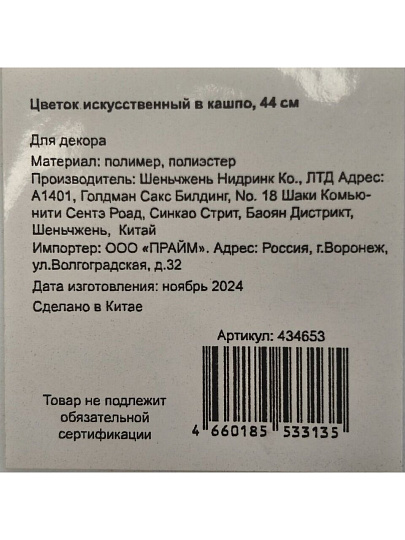 Цветок искусственный в кашпо, 44 см
Для декора
Материал: полимер, полиэстер
Производитель: Шеньчжень Нидринк Ко., ЛТД Адрес:
А1401, Голдман Сакс Билдинг, No. 18 Шаки Комью-
нити Сентэ Роад, Синкао Стрит, Баоян Дистрикт,
Шеньчжень, Китай
Импортер: ООО «ПРАЙМ». Адрес: Россия, г.Воронеж,
ул.Волгоградская, д.32
Дата изготовления: ноябрь 2024
Сделано в Китае
Артикул: 434653
Товар не подлежит
обязательной
сертификации
4 660185 533135